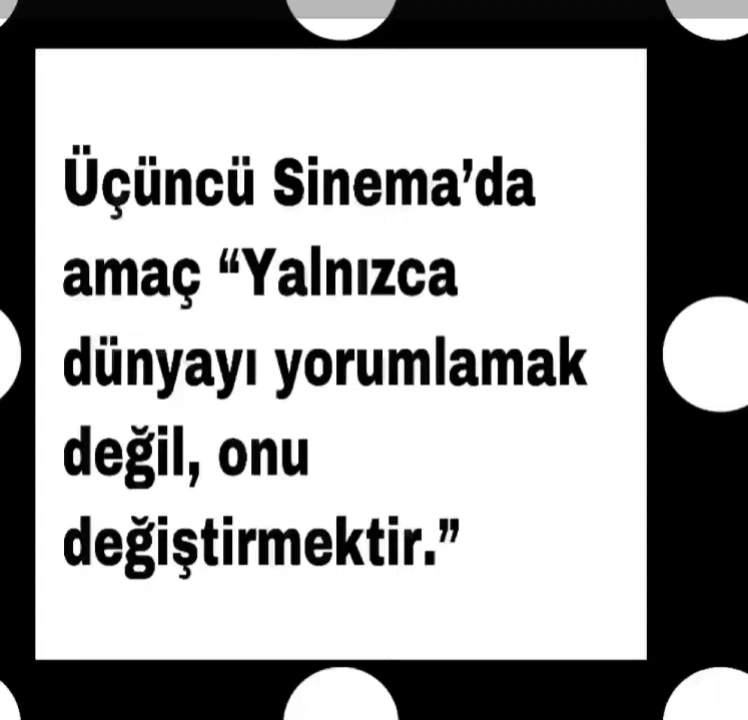 Üçüncü Sinema’da
amaç “Yalnızca
dünyayı yorumlamak
değil, onu
değiştirmektir.”